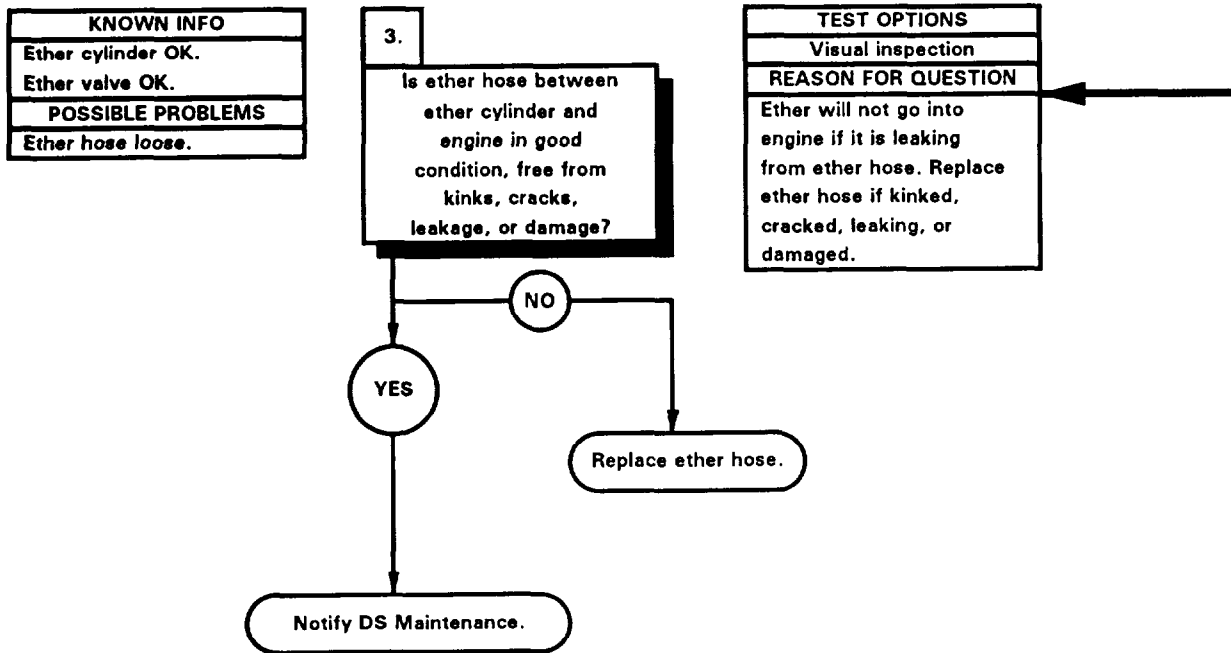 KNOWN INFO
Ether cylinder OK.
Ether valve OK.
POSSIBLE PROBLEMS
Ether hose loose.
3.
Is ether hose between
ether cylinder and
engine in good
condition, free from
kinks, cracks,
leakage, or damage?
TEST OPTIONS
Visual inspection
REASON FOR QUESTION
Ether will not go into
engine if it is leaking
from ether hose. Replace
ether hose if kinked,
cracked, leaking, or
damaged.
NO
YES
Replace ether hose.
Notify DS Maintenance.